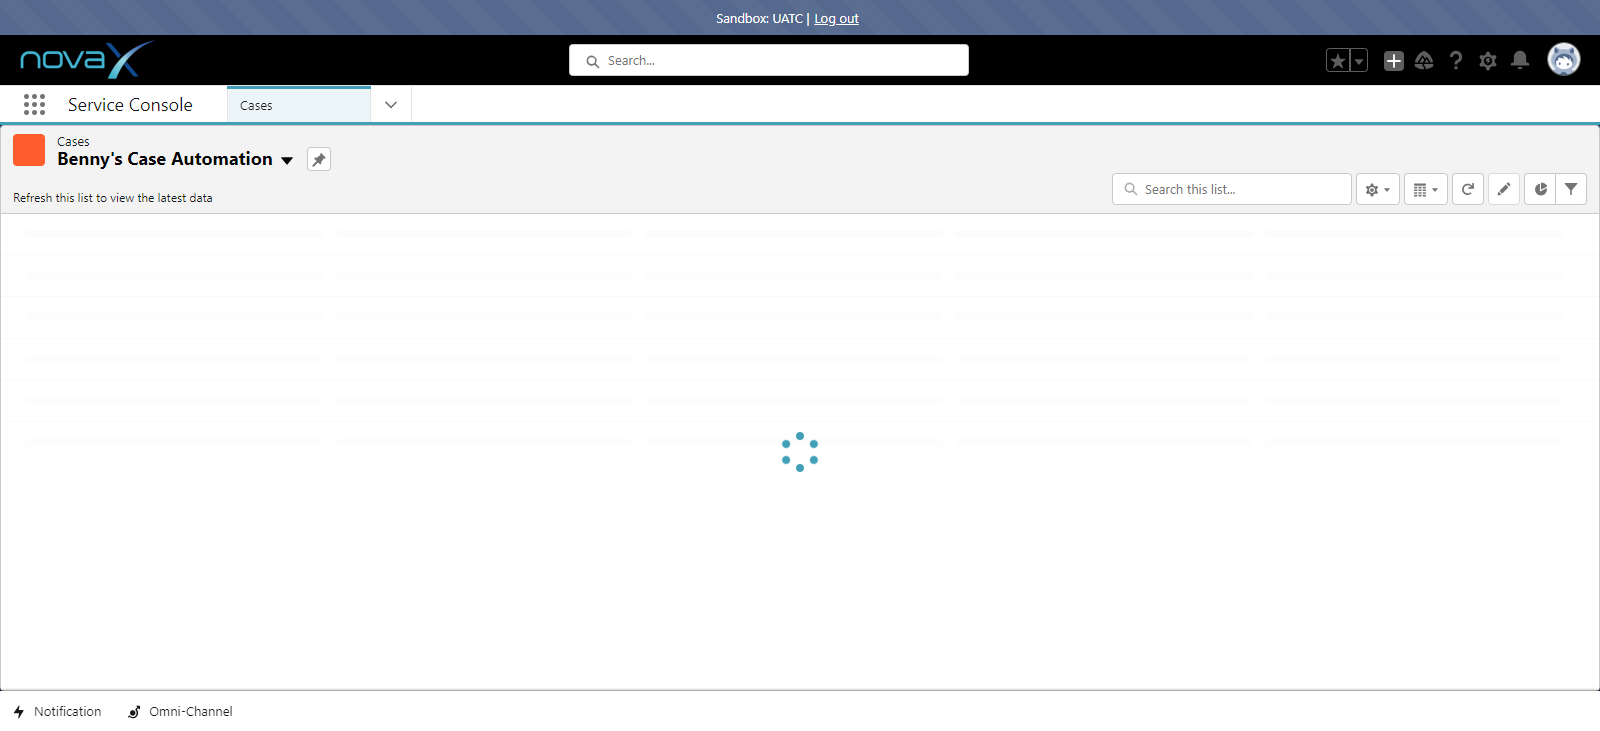 Sandbox: UATC | Log out
novaX
Search...
Service Console
Cases
Cases
Benny's Case Automation
Refresh this list to view the latest data
Search this list...
Notification
Omni-Channel